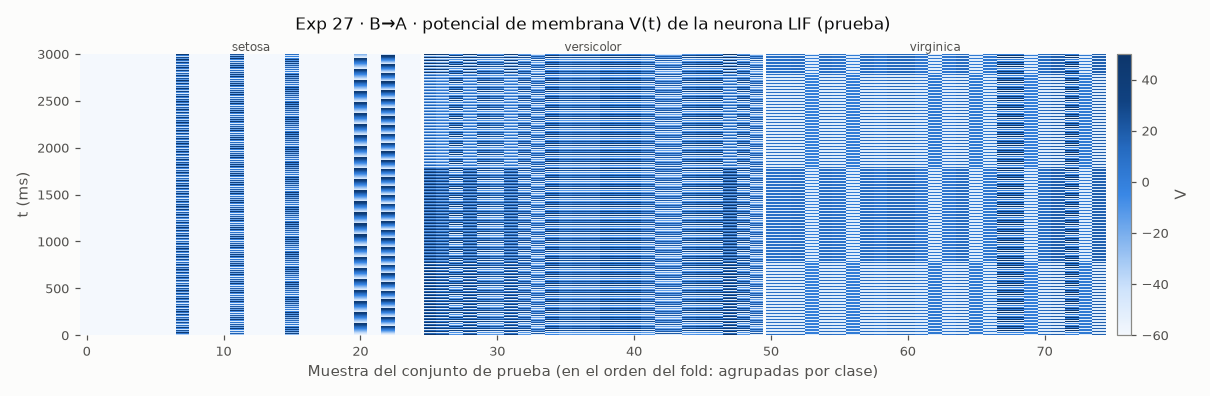 Exp 27 · B→A · potencial de membrana V(t) de la neurona LIF (prueba)
setosa versicolor virginica
3000
2500
2000
1500
1000
500
0
t (ms)
0 10 20 30 40 50 60 70
Muestra del conjunto de prueba (en el orden del fold: agrupadas por clase)
40
20
0
−20
−40
−60
V